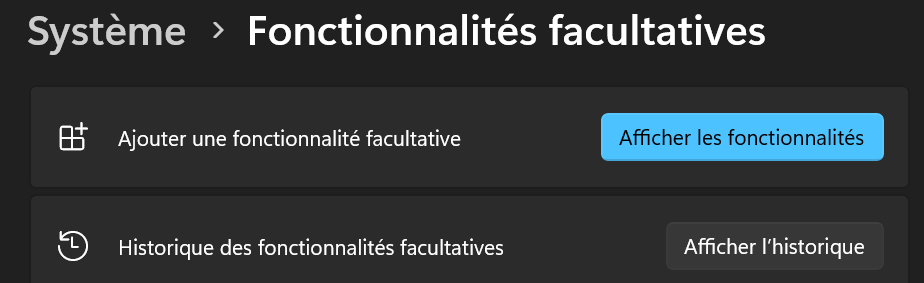 Système > Fonctionnalités facultatives
Ajouter une fonctionnalité facultative
Afficher les fonctionnalités
Historique des fonctionnalités facultatives
Afficher l'historique